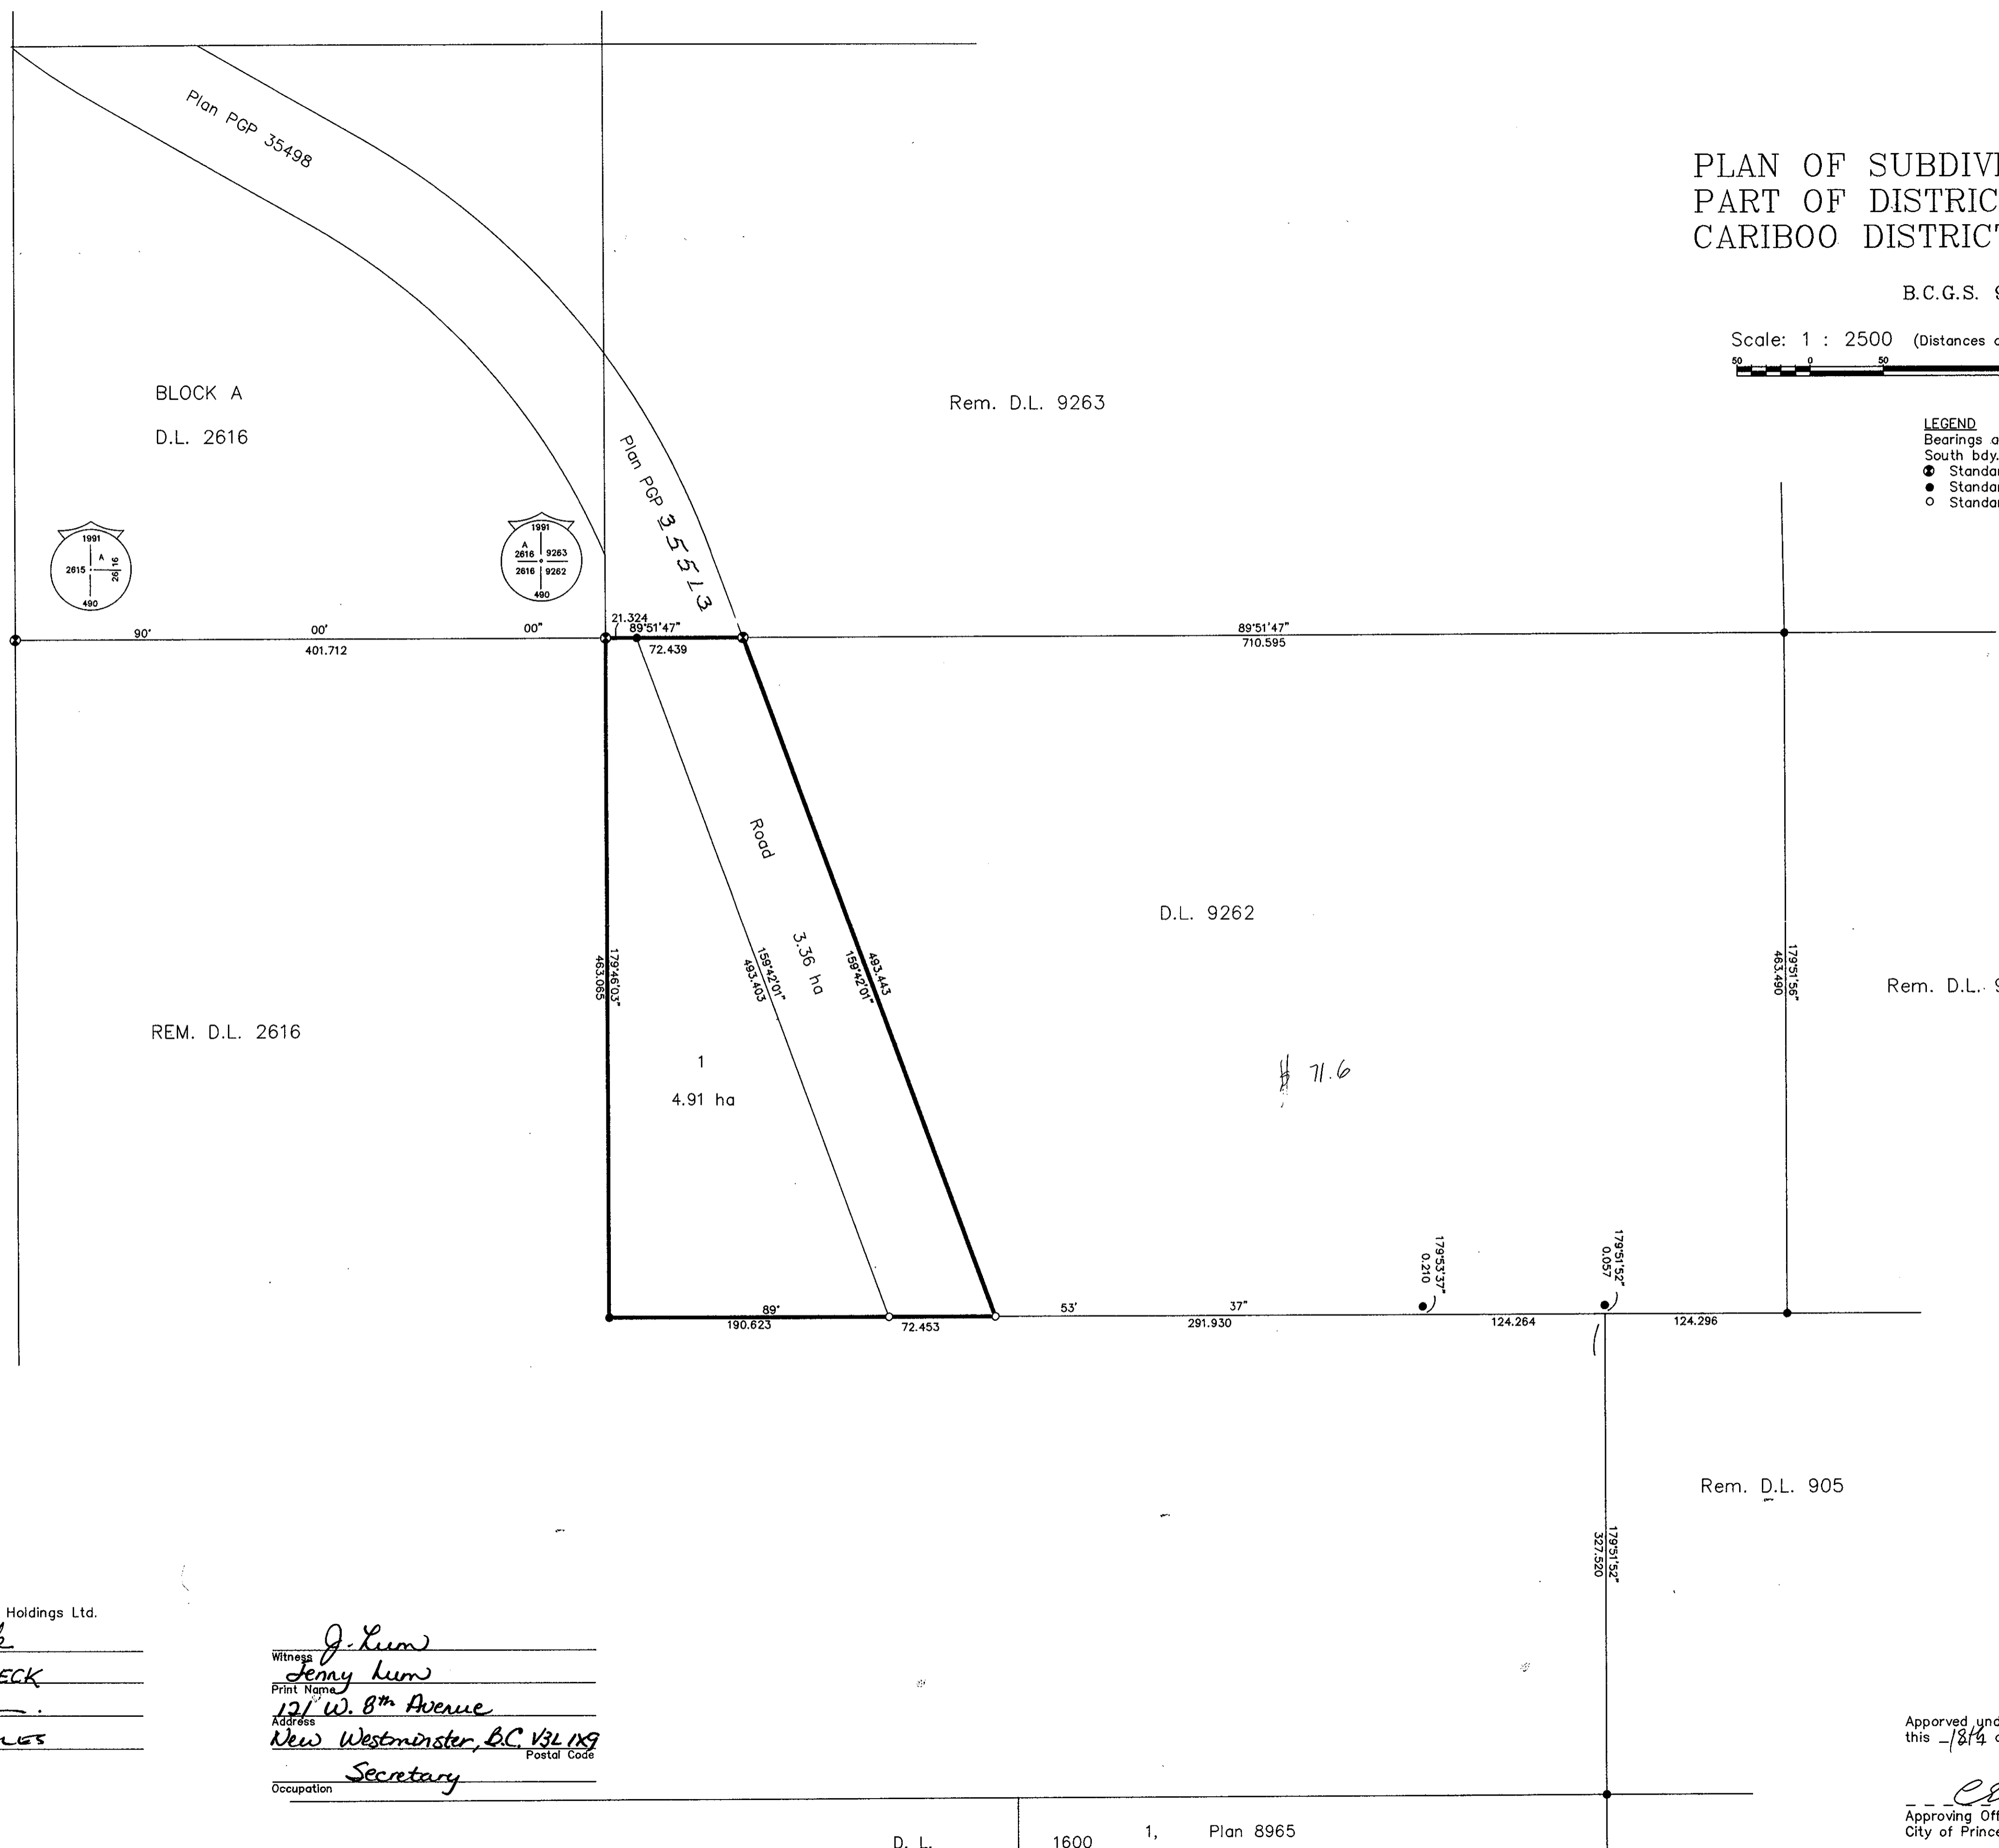 Plan PGP 35498
PLAN OF SUBDIVI
PART OF DISTRIC
CARIBOO DISTRICT
B.C.G.S. 9
Scale: 1 : 2500 (Distances
50 0 50
BLOCK A
D.L. 2616
Rem. D.L. 9263
Plan PGP 35513
LEGEND
Bearings a
South bdy.
Standar
Standar
Standar
1991
A
2615 2616
490
1991
A
2616 9263
2616 9262
490
21.324
90° 00' 00" 89°51'47" 89°51'47"
401.712 72.439 710.595
Road
3.36 ha
D.L. 9262
179°46'03"
463.065
159°42'01"
493.403
493.443
159°42'01"
179°51'56"
463.490
Rem. D.L. 9
REM. D.L. 2616
1
4.91 ha
$ 71.6
179°53'37"
0.210
179°51'52"
0.057
89° 53' 37"
190.623 72.453 291.930 124.264 124.296
Rem. D.L. 905
179°51'52"
327.520
Holdings Ltd.
ECK
LES
J. Lum
Witness
Jenny Lum
Print Name
121 W. 8th Avenue
Address
New Westminster, B.C. V3L 1X9
Postal Code
Secretary
Occupation
Apporved und
this 18th
Approving Off
City of Prince
D. L. 1600 1, Plan 8965